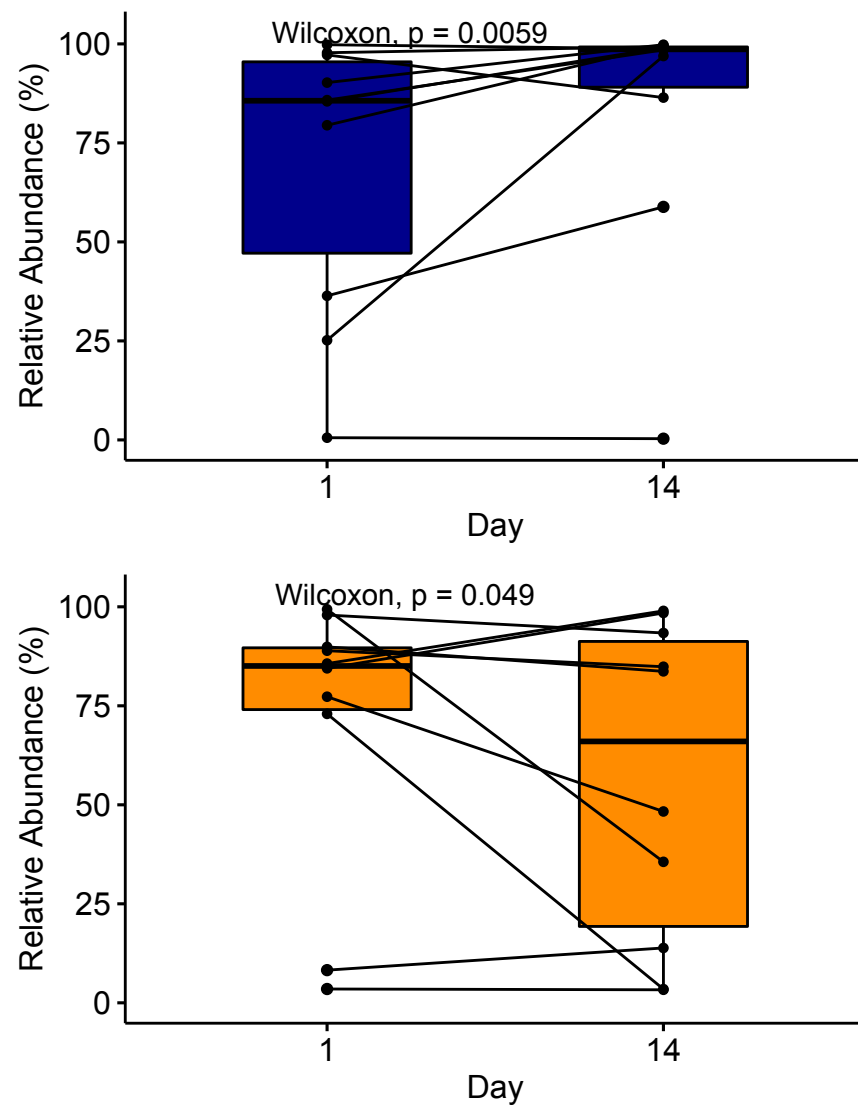 Wilcoxon, p = 0.0059
100
75
50
25
0
Relative Abundance (%)
1
14
Day
Wilcoxon, p = 0.049
100
75
50
25
0
Relative Abundance (%)
1
14
Day